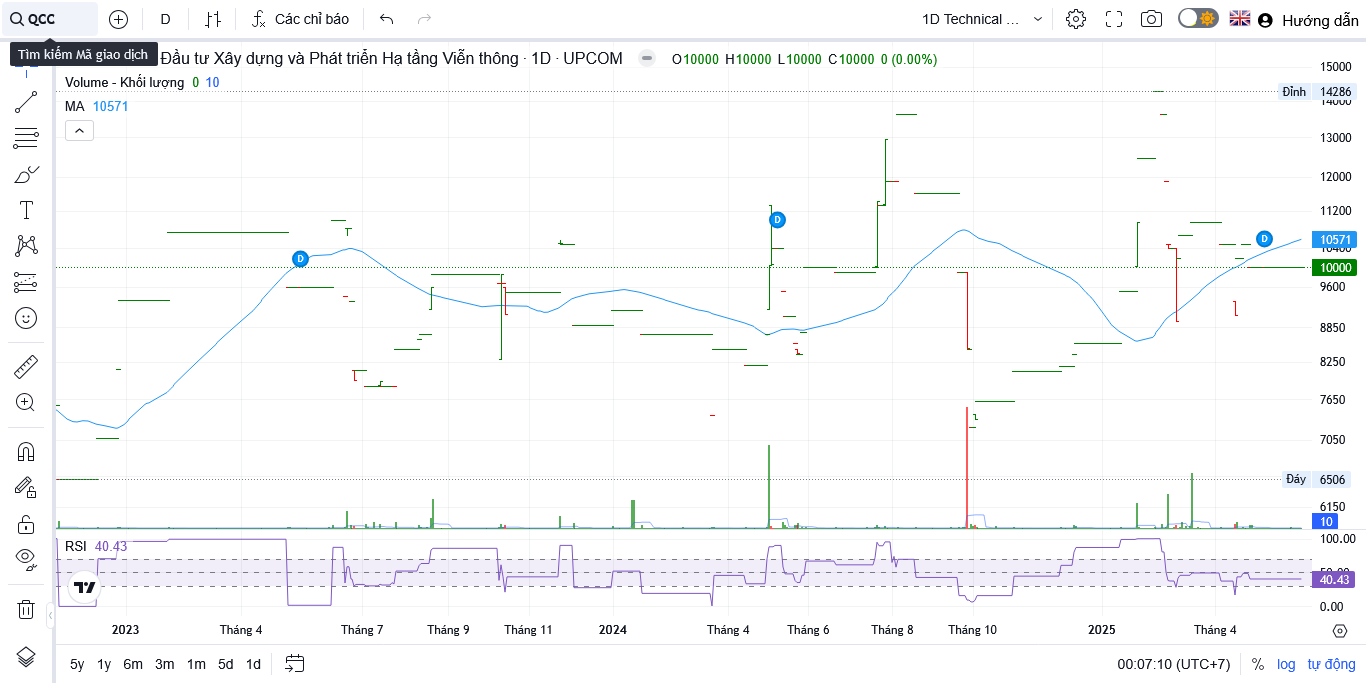 QCC D Các chỉ báo 1D Technical ... Hướng dẫn
Tìm kiếm Mã giao dịch
Đầu tư Xây dựng và Phát triển Hạ tầng Viễn thông · 1D · UPCOM O10000 H10000 L10000 C10000 0 (0.00%)
Volume - Khối lượng 0 10
MA 10571
15000
Đỉnh 14286
14000
13000
12000
11200
D
D
D
10571
10400
10000
9600
8850
8250
7650
7050
Đáy 6506
6150
10
RSI 40.43
100.00
50.00
40.43
0.00
2023 Tháng 4 Tháng 7 Tháng 9 Tháng 11 2024 Tháng 4 Tháng 6 Tháng 8 Tháng 10 2025 Tháng 4
5y 1y 6m 3m 1m 5d 1d 00:07:10 (UTC+7) % log tự động